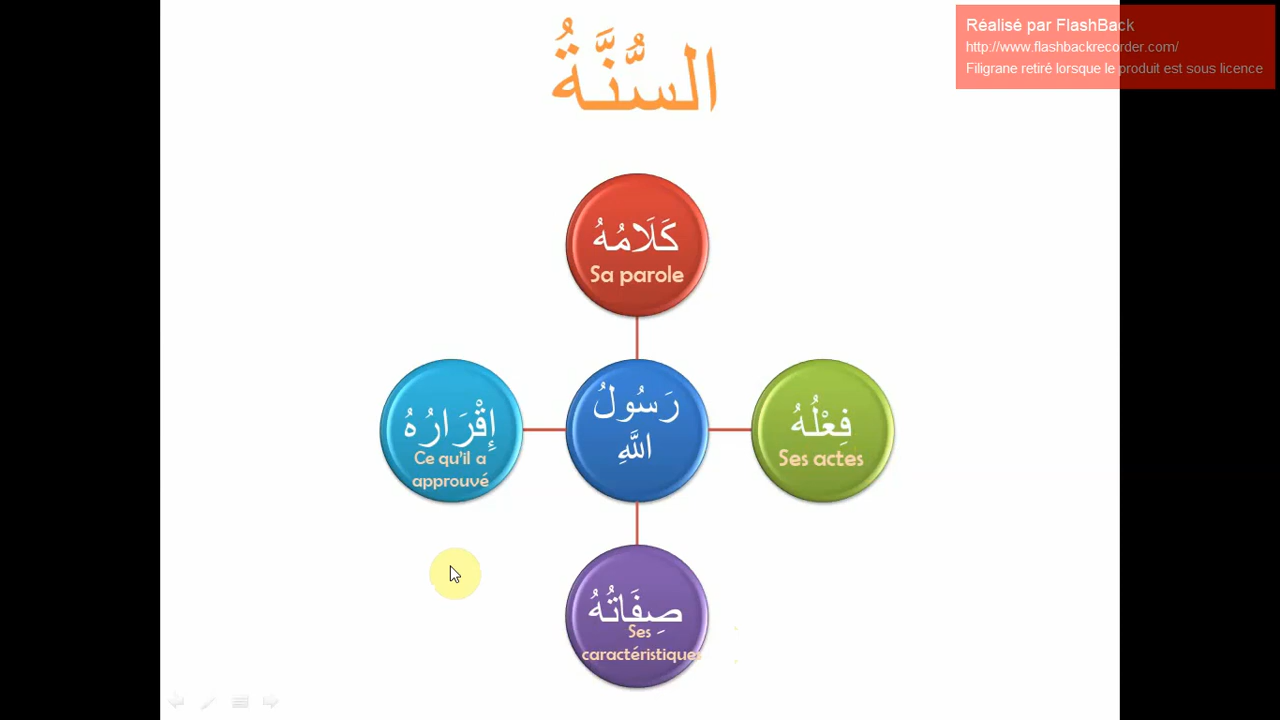 Réalisé par FlashBack
http://www.flashbackrecorder.com/
Filigrane retiré lorsque le produit est sous licence
السُّنَّةُ
كَلَامُهُ
Sa parole
إِقْرَارُهُ
Ce qu'il a
approuvé
رَسُولُ
اللَّهِ
فِعْلُهُ
Ses actes
صِفَاتُهُ
Ses
caractéristiques